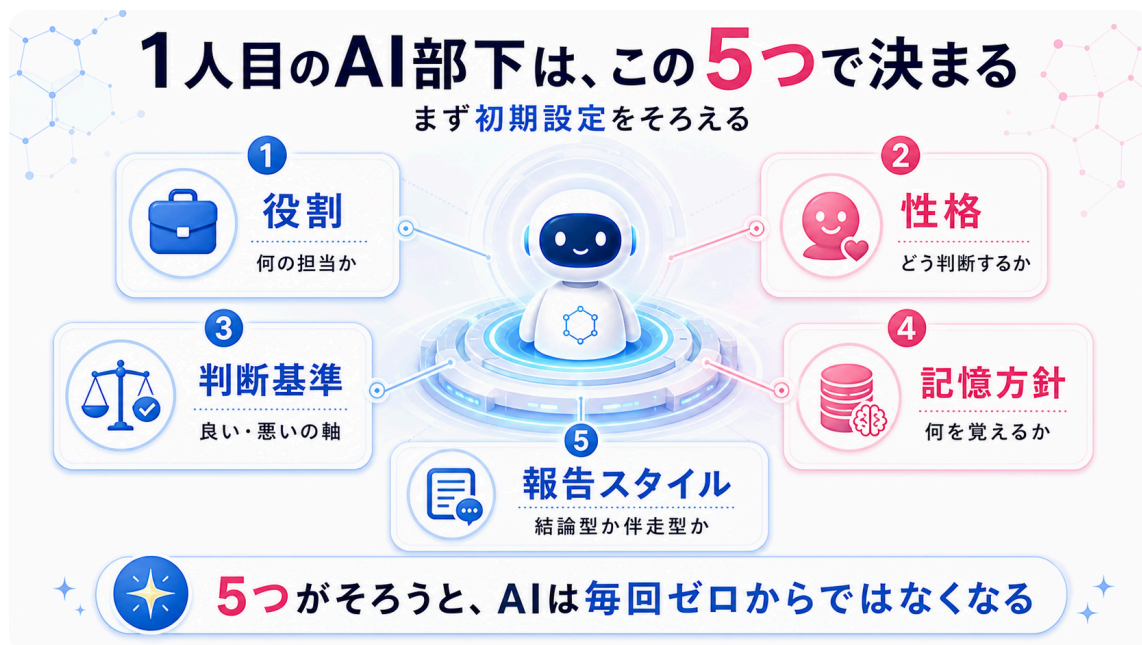 1人目のAI部下は、この5つで決まる
まず初期設定をそろえる
1
役割
何の担当か
2
性格
どう判断するか
3
判断基準
良い・悪いの軸
4
記憶方針
何を覚えるか
5
報告スタイル
結論型か伴走型か
5つがそろうと、AIは毎回ゼロからではなくなる